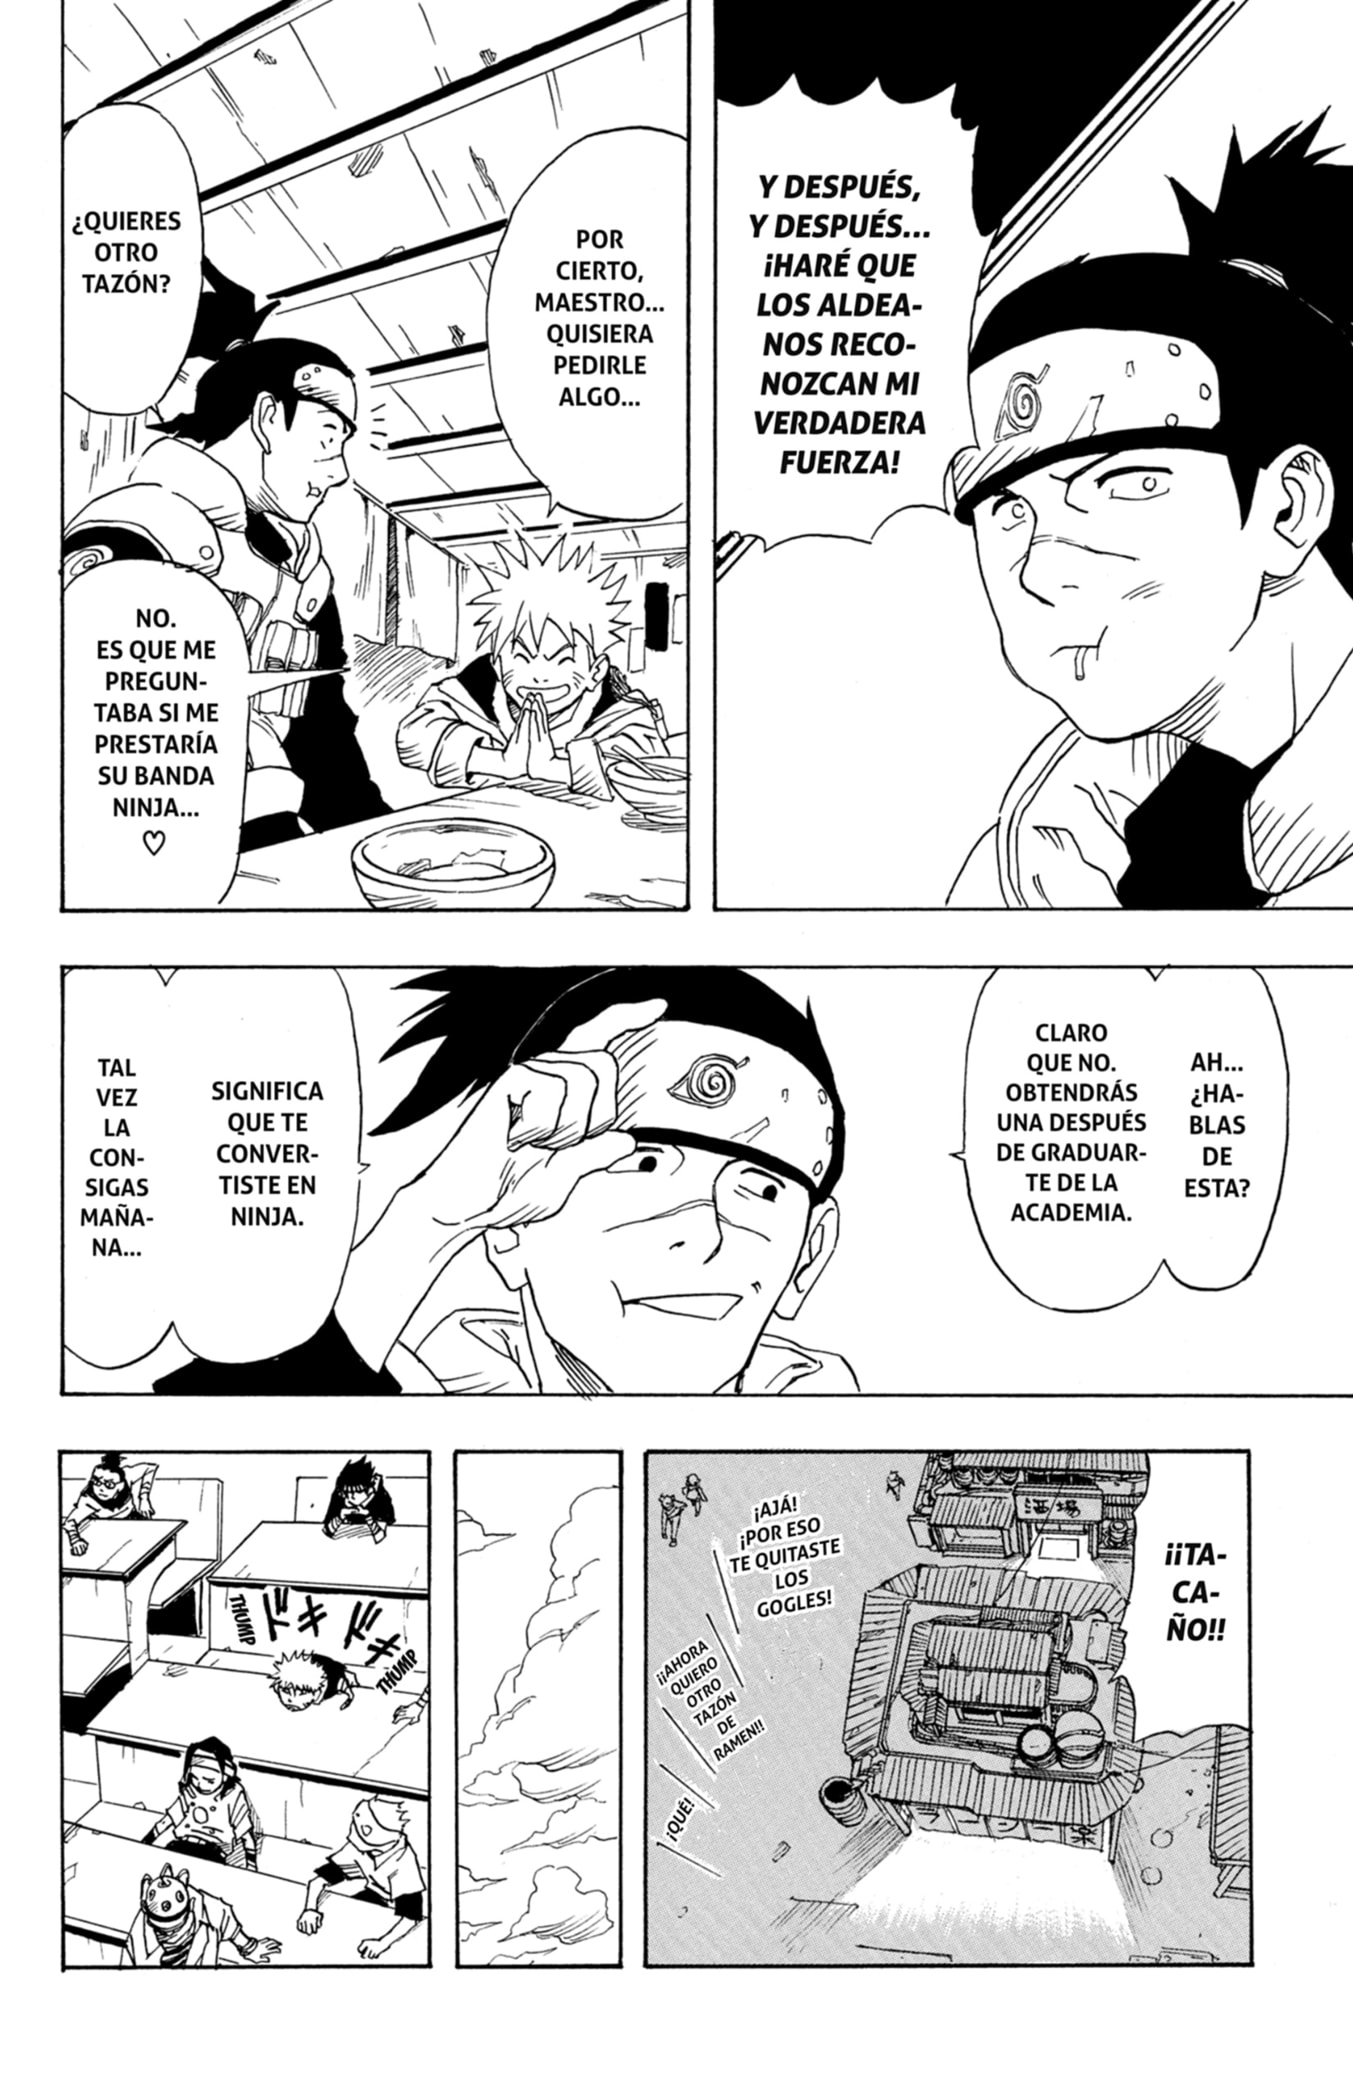 Y DESPUÉS,
Y DESPUÉS...
¡HARÉ QUE
LOS ALDEA-
NOS RECO-
NOZCAN MI
VERDADERA
FUERZA!
POR
CIERTO,
MAESTRO...
QUISIERA
PEDIRLE
ALGO...
¿QUIERES
OTRO
TAZÓN?
NO.
ES QUE ME
PREGUN-
TABA SI ME
PRESTARÍA
SU BANDA
NINJA...
♡
AH...
¿HA-
BLAS
DE
ESTA?
CLARO
QUE NO.
OBTENDRÁS
UNA DESPUÉS
DE GRADUAR-
TE DE LA
ACADEMIA.
SIGNIFICA
QUE TE
CONVER-
TISTE EN
NINJA.
TAL
VEZ
LA
CON-
SIGAS
MAÑA-
NA...
¡¡TA-
CA-
ÑO!!
酒場
¡AJÁ!
¡POR ESO
TE QUITASTE
LOS
GOGLES!
¡¡AHORA
QUIERO
OTRO
TAZÓN
DE
RAMEN!!
¡QUÉ!
ドキドキ
THUMP
THUMP